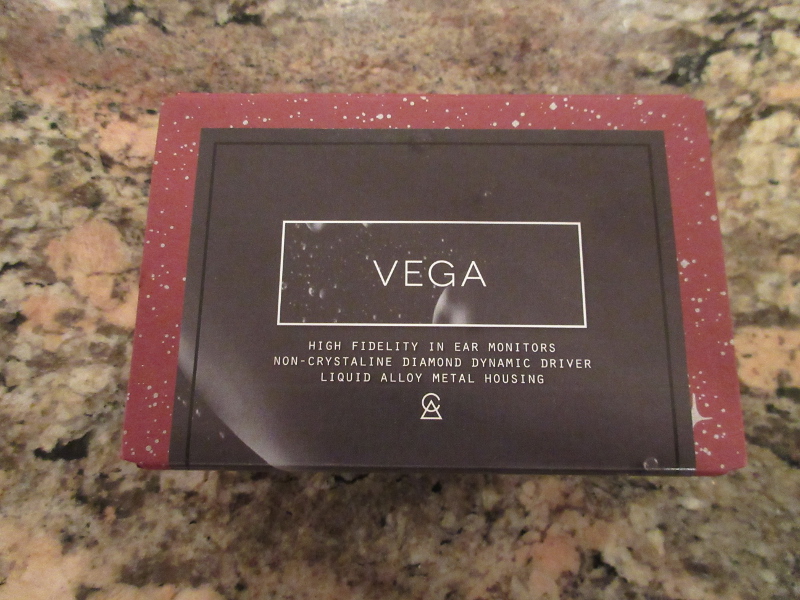 VEGA
HIGH FIDELITY IN EAR MONITORS
NON-CRYSTALINE DIAMOND DYNAMIC DRIVER
LIQUID ALLOY METAL HOUSING